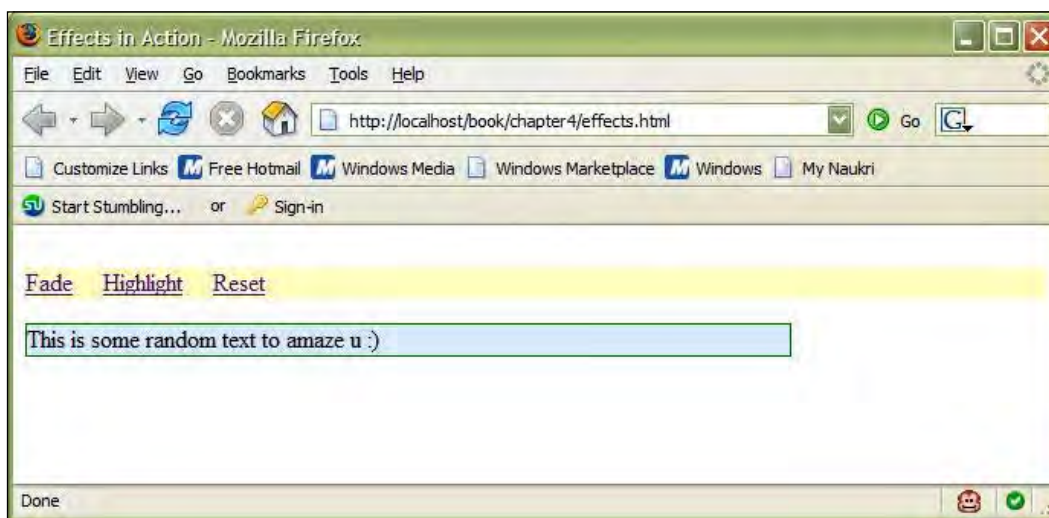 Effects in Action - Mozilla Firefox
File Edit View Go Bookmarks Tools Help
http://localhost/book/chapter4/effects.html Go G
Customize Links Free Hotmail Windows Media Windows Marketplace Windows My Naukri
Start Stumbling... or Sign-in
Fade Highlight Reset
This is some random text to amaze u :)
Done